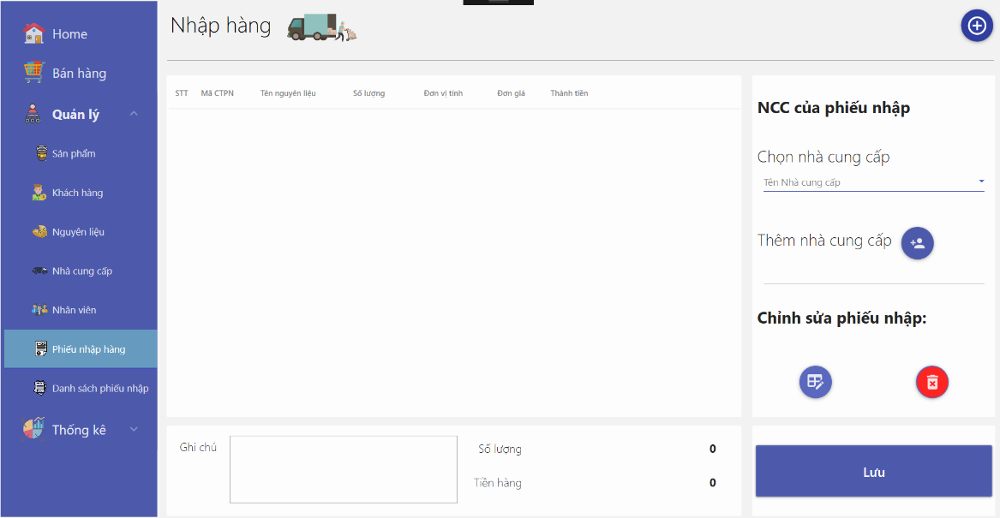 Home
Bán hàng
Quản lý
Sản phẩm
Khách hàng
Nguyên liệu
Nhà cung cấp
Nhân viên
Phiếu nhập hàng
Danh sách phiếu nhập
Thống kê
Nhập hàng
STT Mã CTPN Tên nguyên liệu Số lượng Đơn vị tính Đơn giá Thành tiền
NCC của phiếu nhập
Chọn nhà cung cấp
Tên Nhà cung cấp
Thêm nhà cung cấp
Chỉnh sửa phiếu nhập:
Ghi chú
Số lượng 0
Tiền hàng 0
Lưu